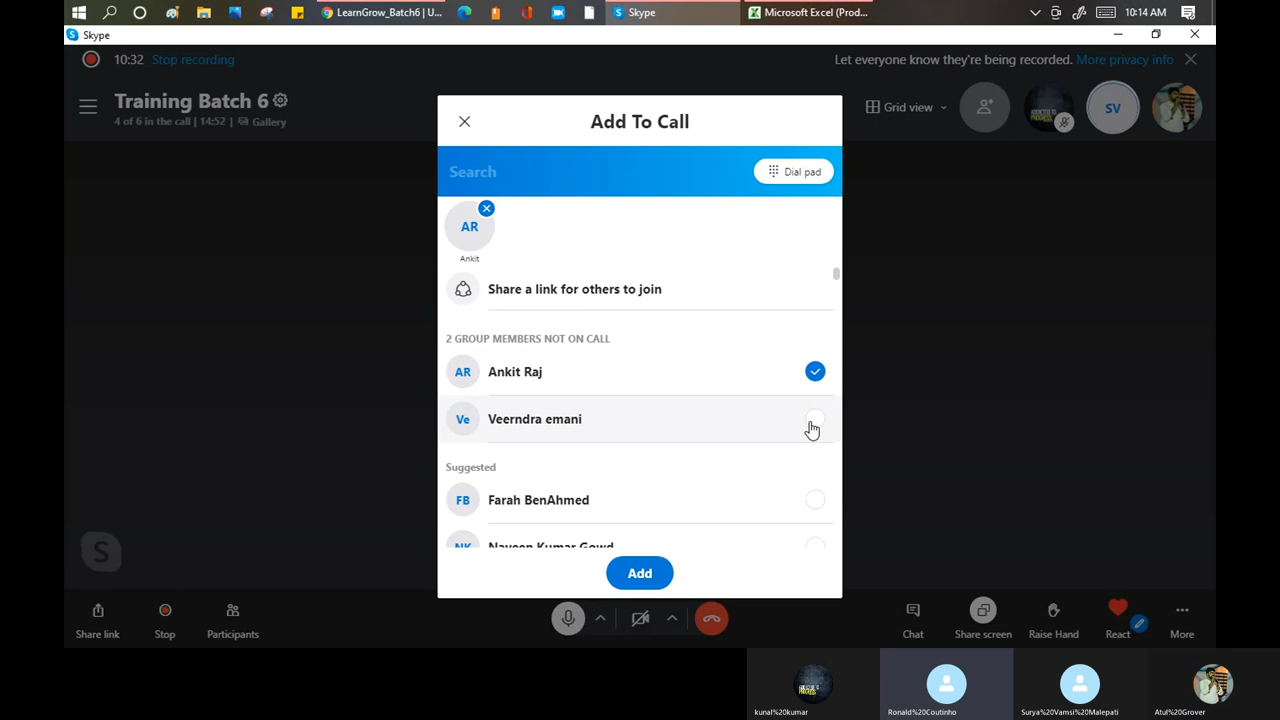 LearnGrow_Batch6 | U...
Skype
Microsoft Excel (Prod...
10:14 AM
Skype
10:32 Stop recording
Let everyone know they're being recorded. More privacy info
Training Batch 6
4 of 6 in the call | 14:52 | Gallery
Grid view
SV
Add To Call
Search
Dial pad
AR
Ankit
Share a link for others to join
2 GROUP MEMBERS NOT ON CALL
AR Ankit Raj
Ve Veerndra emani
Suggested
FB Farah BenAhmed
NK Naveen Kumar Gowd
Add
Share link
Stop
Participants
Chat
Share screen
Raise Hand
React
More
kunal%20kumar
Ronald%20Coutinho
Surya%20Vamsi%20Malepati
Atul%20Grover